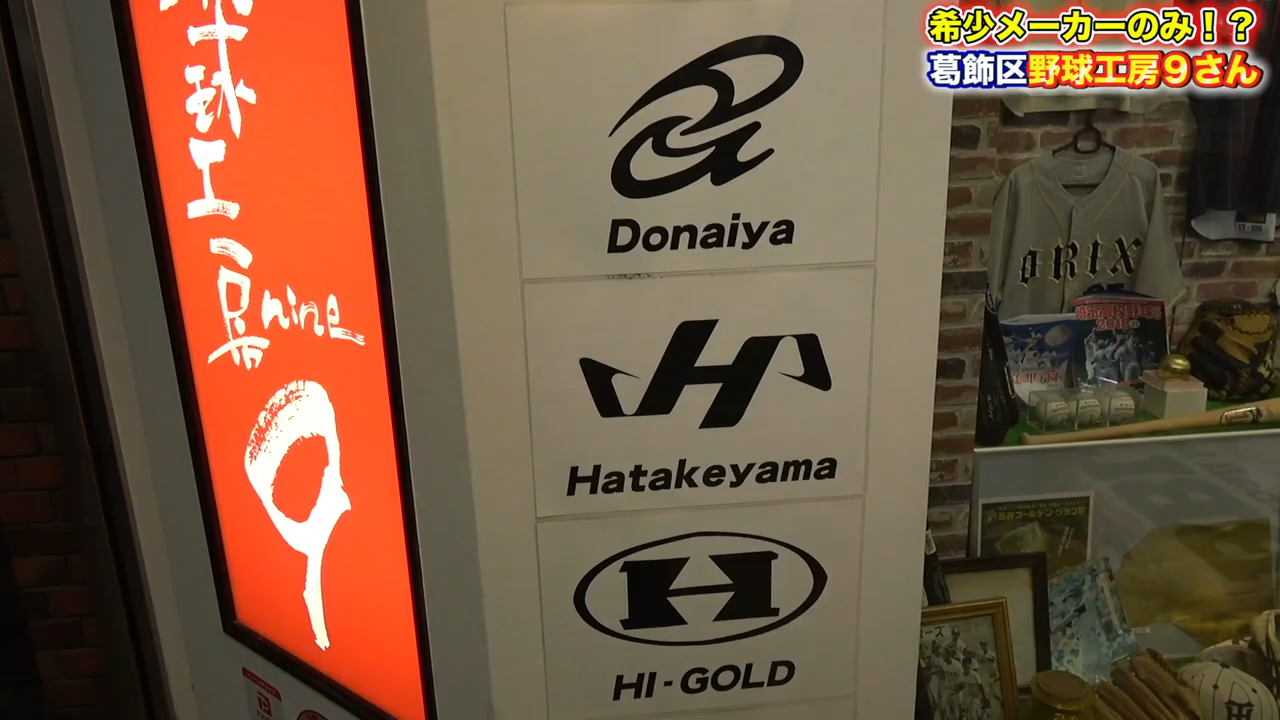 希少メーカーのみ！？
葛飾区野球工房９さん
球工房nine
9
Donaiya
Hatakeyama
H
HI-GOLD
ORIX